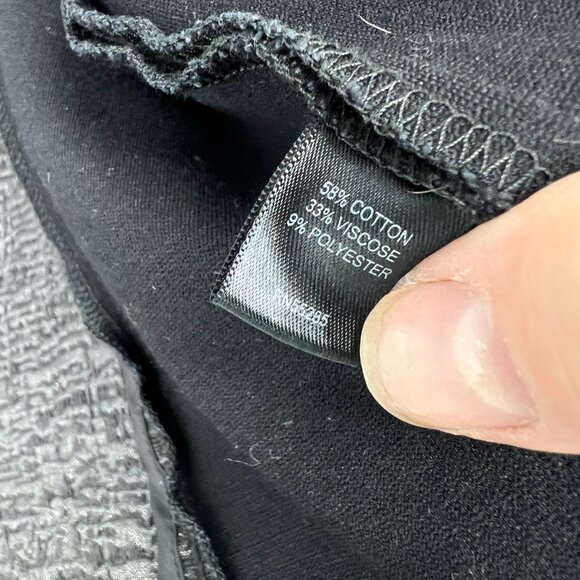 58% COTTON
33% VISCOSE
9% POLYESTER